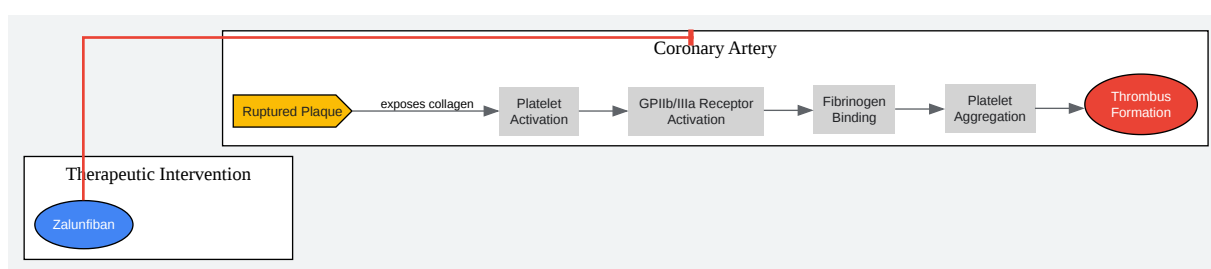 Coronary Artery
Ruptured Plaque
exposes collagen
Platelet
Activation
GPIIb/IIIa Receptor
Activation
Fibrinogen
Binding
Platelet
Aggregation
Thrombus
Formation
Therapeutic Intervention
Zalunfiban